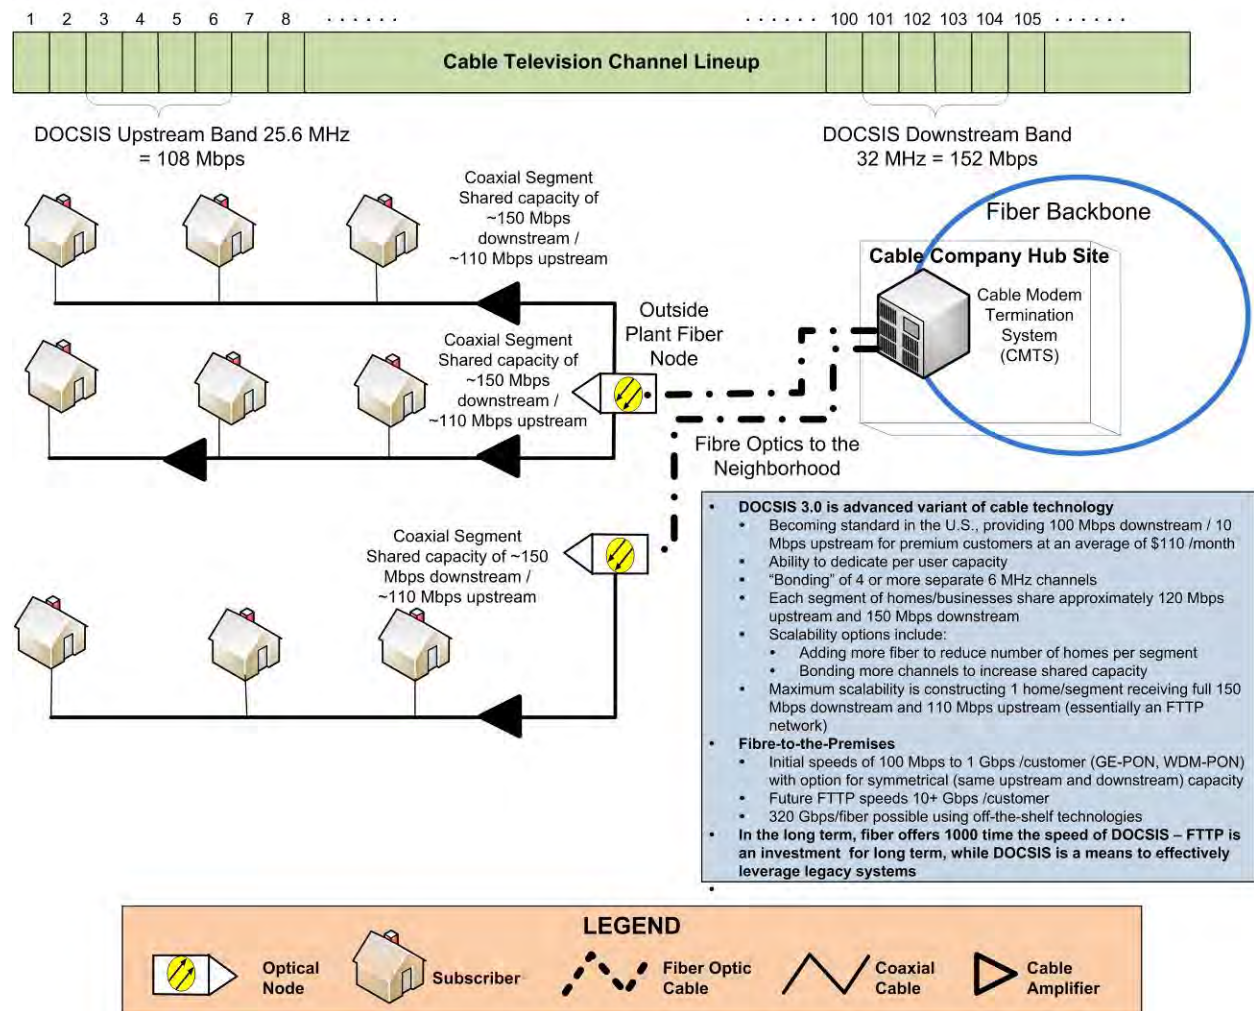 1 2 3 4 5 6 7 8 . . . . . . . . . . . . 100 101 102 103 104 105 . . . . . .
Cable Television Channel Lineup
DOCSIS Upstream Band 25.6 MHz
= 108 Mbps
DOCSIS Downstream Band
32 MHz = 152 Mbps
Coaxial Segment
Shared capacity of
~150 Mbps
downstream /
~110 Mbps upstream
Fiber Backbone
Cable Company Hub Site
Cable Modem
Termination
System
(CMTS)
Outside
Plant Fiber
Node
Coaxial Segment
Shared capacity of
~150 Mbps
downstream /
~110 Mbps upstream
Fibre Optics to the
Neighborhood
Coaxial Segment
Shared capacity of ~150
Mbps downstream /
~110 Mbps upstream
• DOCSIS 3.0 is advanced variant of cable technology
• Becoming standard in the U.S., providing 100 Mbps downstream / 10
Mbps upstream for premium customers at an average of $110 /month
• Ability to dedicate per user capacity
• “Bonding” of 4 or more separate 6 MHz channels
• Each segment of homes/businesses share approximately 120 Mbps
upstream and 150 Mbps downstream
• Scalability options include:
• Adding more fiber to reduce number of homes per segment
• Bonding more channels to increase shared capacity
• Maximum scalability is constructing 1 home/segment receiving full 150
Mbps downstream and 110 Mbps upstream (essentially an FTTP
network)
• Fibre-to-the-Premises
• Initial speeds of 100 Mbps to 1 Gbps /customer (GE-PON, WDM-PON)
with option for symmetrical (same upstream and downstream) capacity
• Future FTTP speeds 10+ Gbps /customer
• 320 Gbps/fiber possible using off-the-shelf technologies
• In the long term, fiber offers 1000 time the speed of DOCSIS – FTTP is
an investment for long term, while DOCSIS is a means to effectively
leverage legacy systems
•
LEGEND
Optical
Node
Subscriber
Fiber Optic
Cable
Coaxial
Cable
Cable
Amplifier